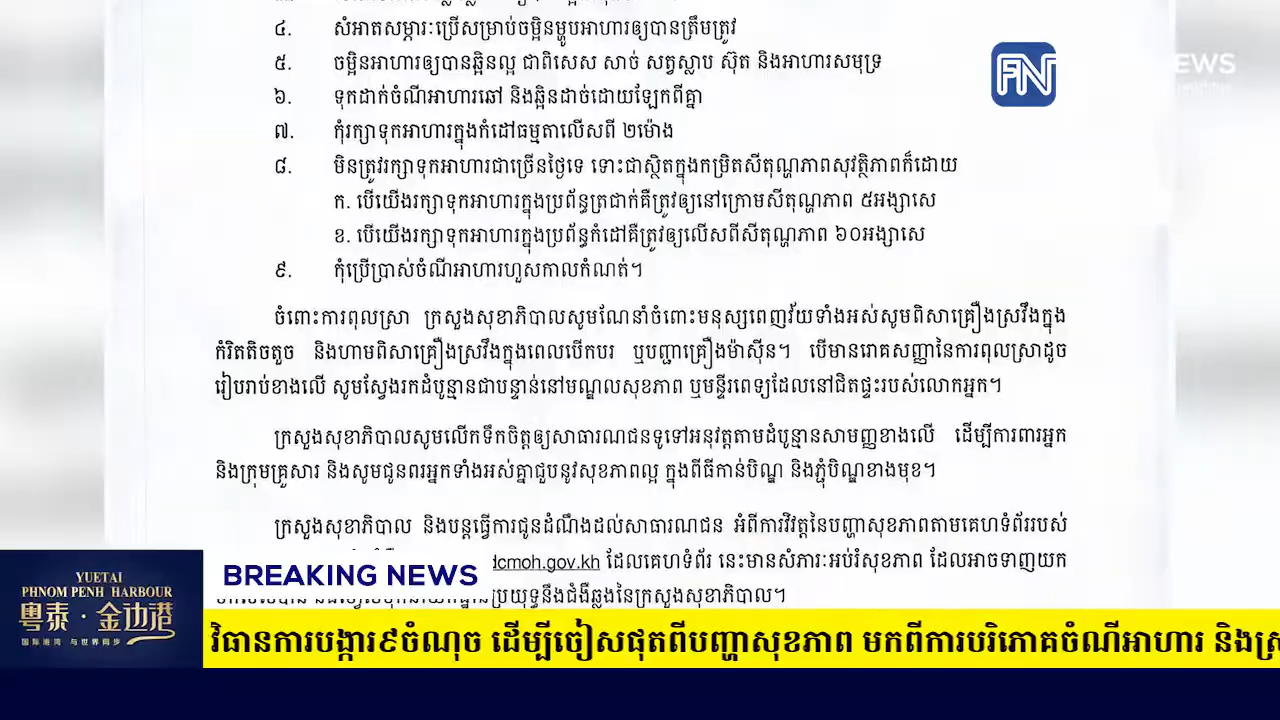 ៤. សំអាតសម្ភារៈប្រើសម្រាប់ចម្អិនម្ហូបអាហារឲ្យបានត្រឹមត្រូវ
៥. ចម្អិនអាហារឲ្យបានឆ្អិនល្អ ជាពិសេស សាច់ សត្វស្លាប ស៊ុត និងអាហារសមុទ្រ
៦. ទុកដាក់ចំណីអាហារឆៅ និងឆ្អិនដាច់ដោយឡែកពីគ្នា
៧. កុំរក្សាទុកអាហារក្នុងកំដៅធម្មតាលើសពី ២ម៉ោង
៨. មិនត្រូវរក្សាទុកអាហារជាច្រើនថ្ងៃទេ ទោះជាស្ថិតក្នុងកម្រិតសីតុណ្ហភាពសុវត្ថិភាពក៏ដោយ
ក. បើយើងរក្សាទុកអាហារក្នុងប្រព័ន្ធត្រជាក់គឺត្រូវឲ្យនៅក្រោមសីតុណ្ហភាព ៥អង្សាសេ
ខ. បើយើងរក្សាទុកអាហារក្នុងប្រព័ន្ធកំដៅគឺត្រូវឲ្យលើសពីសីតុណ្ហភាព ៦០អង្សាសេ
៩. កុំប្រើប្រាស់ចំណីអាហារហួសកាលកំណត់។
ចំពោះការពុលស្រា ក្រសួងសុខាភិបាលសូមណែនាំចំពោះមនុស្សពេញវ័យទាំងអស់សូមពិសាគ្រឿងស្រវឹងក្នុង
កំរិតតិចតួច និងហាមពិសាគ្រឿងស្រវឹងក្នុងពេលបើកបរ ឬបញ្ជាគ្រឿងម៉ាស៊ីន។ បើមានរោគសញ្ញានៃការពុលស្រាដូច
រៀបរាប់ខាងលើ សូមស្វែងរកដំបូន្មានជាបន្ទាន់នៅមណ្ឌលសុខភាព ឬមន្ទីរពេទ្យដែលនៅជិតផ្ទះរបស់លោកអ្នក។
ក្រសួងសុខាភិបាលសូមលើកទឹកចិត្តឲ្យសាធារណជនទូទៅអនុវត្តតាមដំបូន្មានសាមញ្ញខាងលើ ដើម្បីការពារអ្នក
និងក្រុមគ្រួសារ និងសូមជូនពរអ្នកទាំងអស់គ្នាជួបនូវសុខភាពល្អ ក្នុងពិធីកាន់បិណ្ឌ និងភ្ជុំបិណ្ឌខាងមុខ។
ក្រសួងសុខាភិបាល និងបន្តធ្វើការជូនដំណឹងដល់សាធារណជន អំពីការវិវត្តនៃបញ្ហាសុខភាពតាមគេហទំព័ររបស់
dcmoh.gov.kh ដែលគេហទំព័រ នេះមានសំភារៈអប់រំសុខភាព ដែលអាចទាញយក
ប្រយុទ្ធនឹងជំងឺឆ្លងនៃក្រសួងសុខាភិបាល។
FN
NEWS
YUETAI
PHNOM PENH HARBOUR
粤泰·金边港
国际港湾 与世界同步
BREAKING NEWS
វិធានការបង្ការ៩ចំណុច ដើម្បីចៀសផុតពីបញ្ហាសុខភាព មកពីការបរិភោគចំណីអាហារ និងស្រ